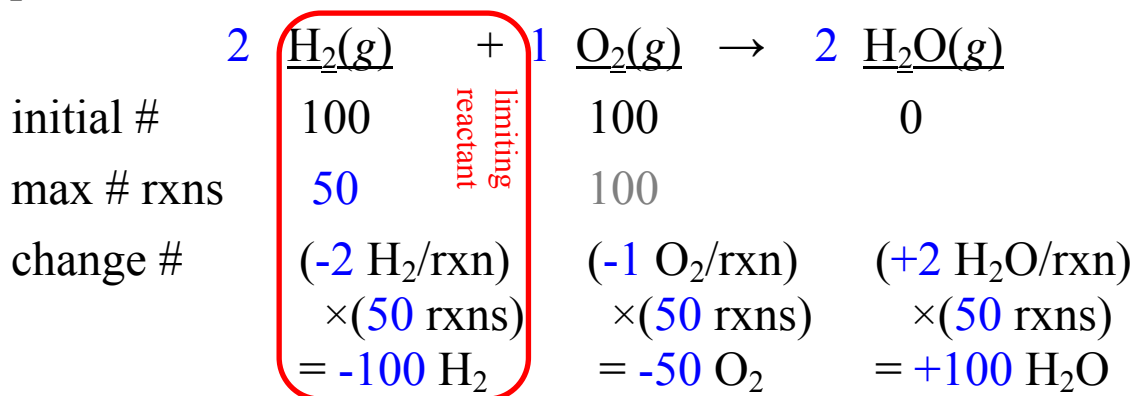 2 H₂(g) + 1 O₂(g) → 2 H₂O(g)
initial # 100 limiting reactant 100 0
max # rxns 50 100
change # (-2 H₂/rxn) (-1 O₂/rxn) (+2 H₂O/rxn)
×(50 rxns) ×(50 rxns) ×(50 rxns)
= -100 H₂ = -50 O₂ = +100 H₂O